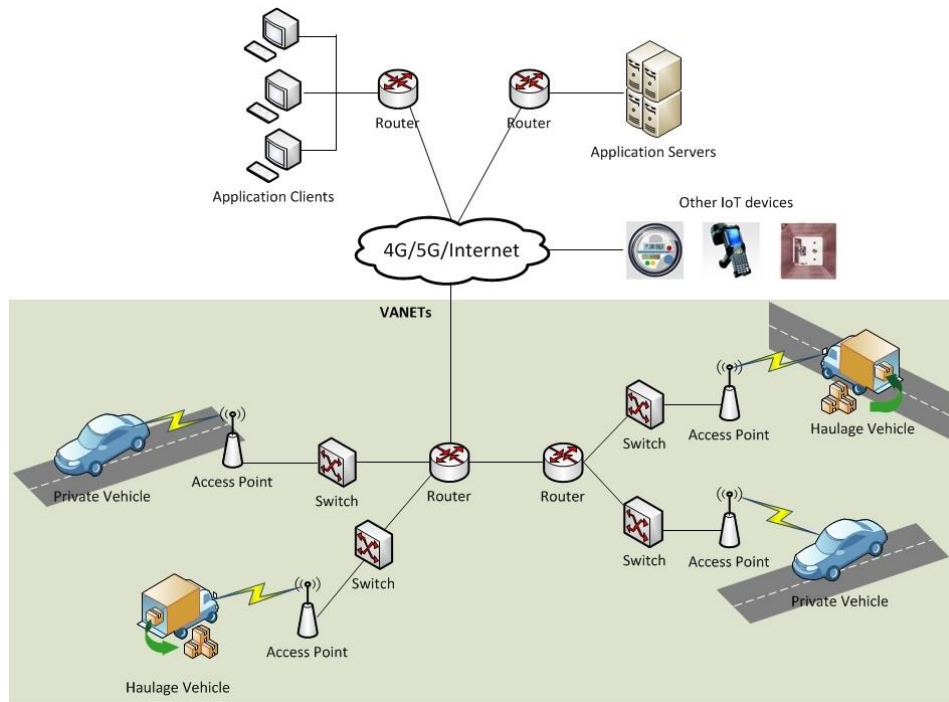 Router
Router
Application Clients
Application Servers
Other IoT devices
4G/5G/Internet
VANETs
Switch
Access Point
Haulage Vehicle
Private Vehicle
Access Point
Switch
Router
Router
Switch
Switch
Access Point
Private Vehicle
Access Point
Haulage Vehicle